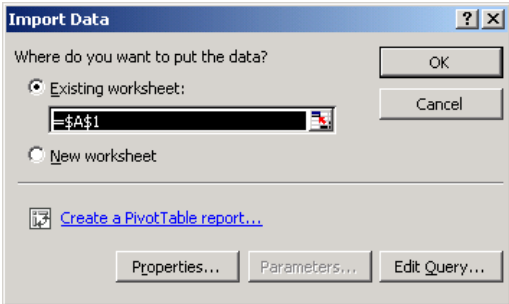 Import Data
Where do you want to put the data?
OK
Existing worksheet:
Cancel
=$A$1
New worksheet
Create a PivotTable report...
Properties... Parameters... Edit Query...